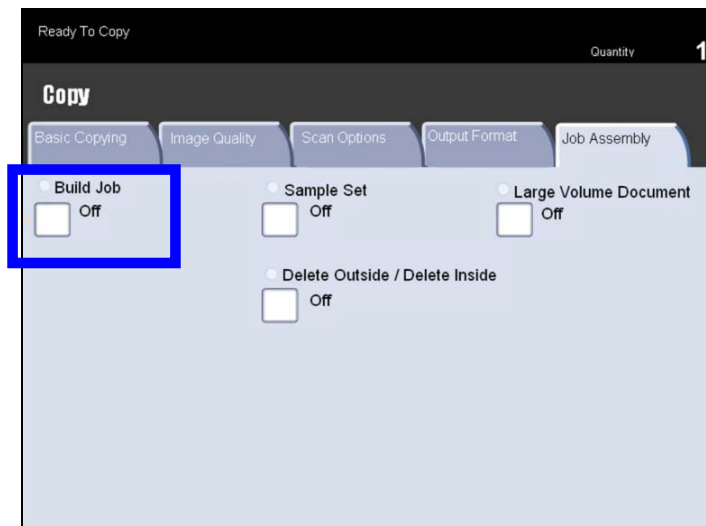 Ready To Copy
Quantity 1
Copy
Basic Copying Image Quality Scan Options Output Format Job Assembly
Build Job Sample Set Large Volume Document
Off Off Off
Delete Outside / Delete Inside
Off